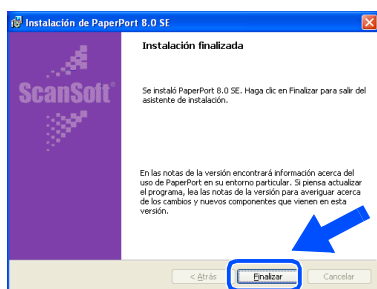 Instalación de PaperPort 8.0 SE
Instalación finalizada
ScanSoft®
Se instaló PaperPort 8.0 SE. Haga clic en Finalizar para salir del
asistente de instalación.
En las notas de la versión encontrará información acerca del
uso de PaperPort en su entorno particular. Si piensa actualizar
el programa, lea las notas de la versión para averiguar acerca
de los cambios y nuevos componentes que vienen en esta
versión.
< Atrás
Finalizar
Cancelar